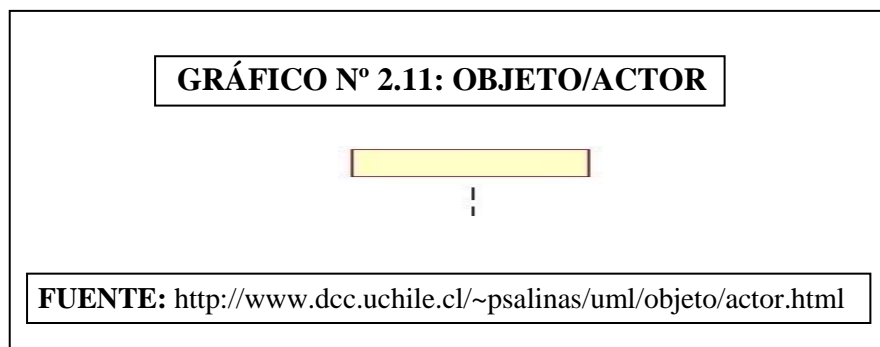 GRÁFICO Nº 2.11: OBJETO/ACTOR
FUENTE: http://www.dcc.uchile.cl/~psalinas/uml/objeto/actor.html